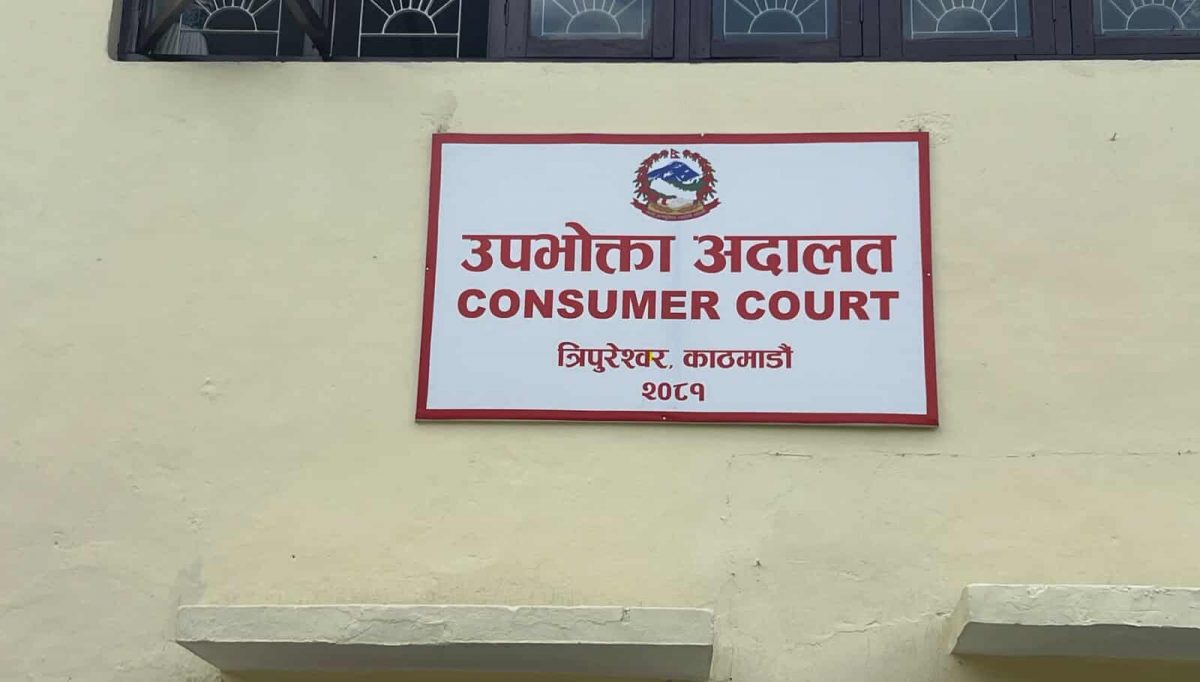 उपभोक्ता अदालत
CONSUMER COURT
त्रिपुरेश्वर, काठमाडौं
२०८१